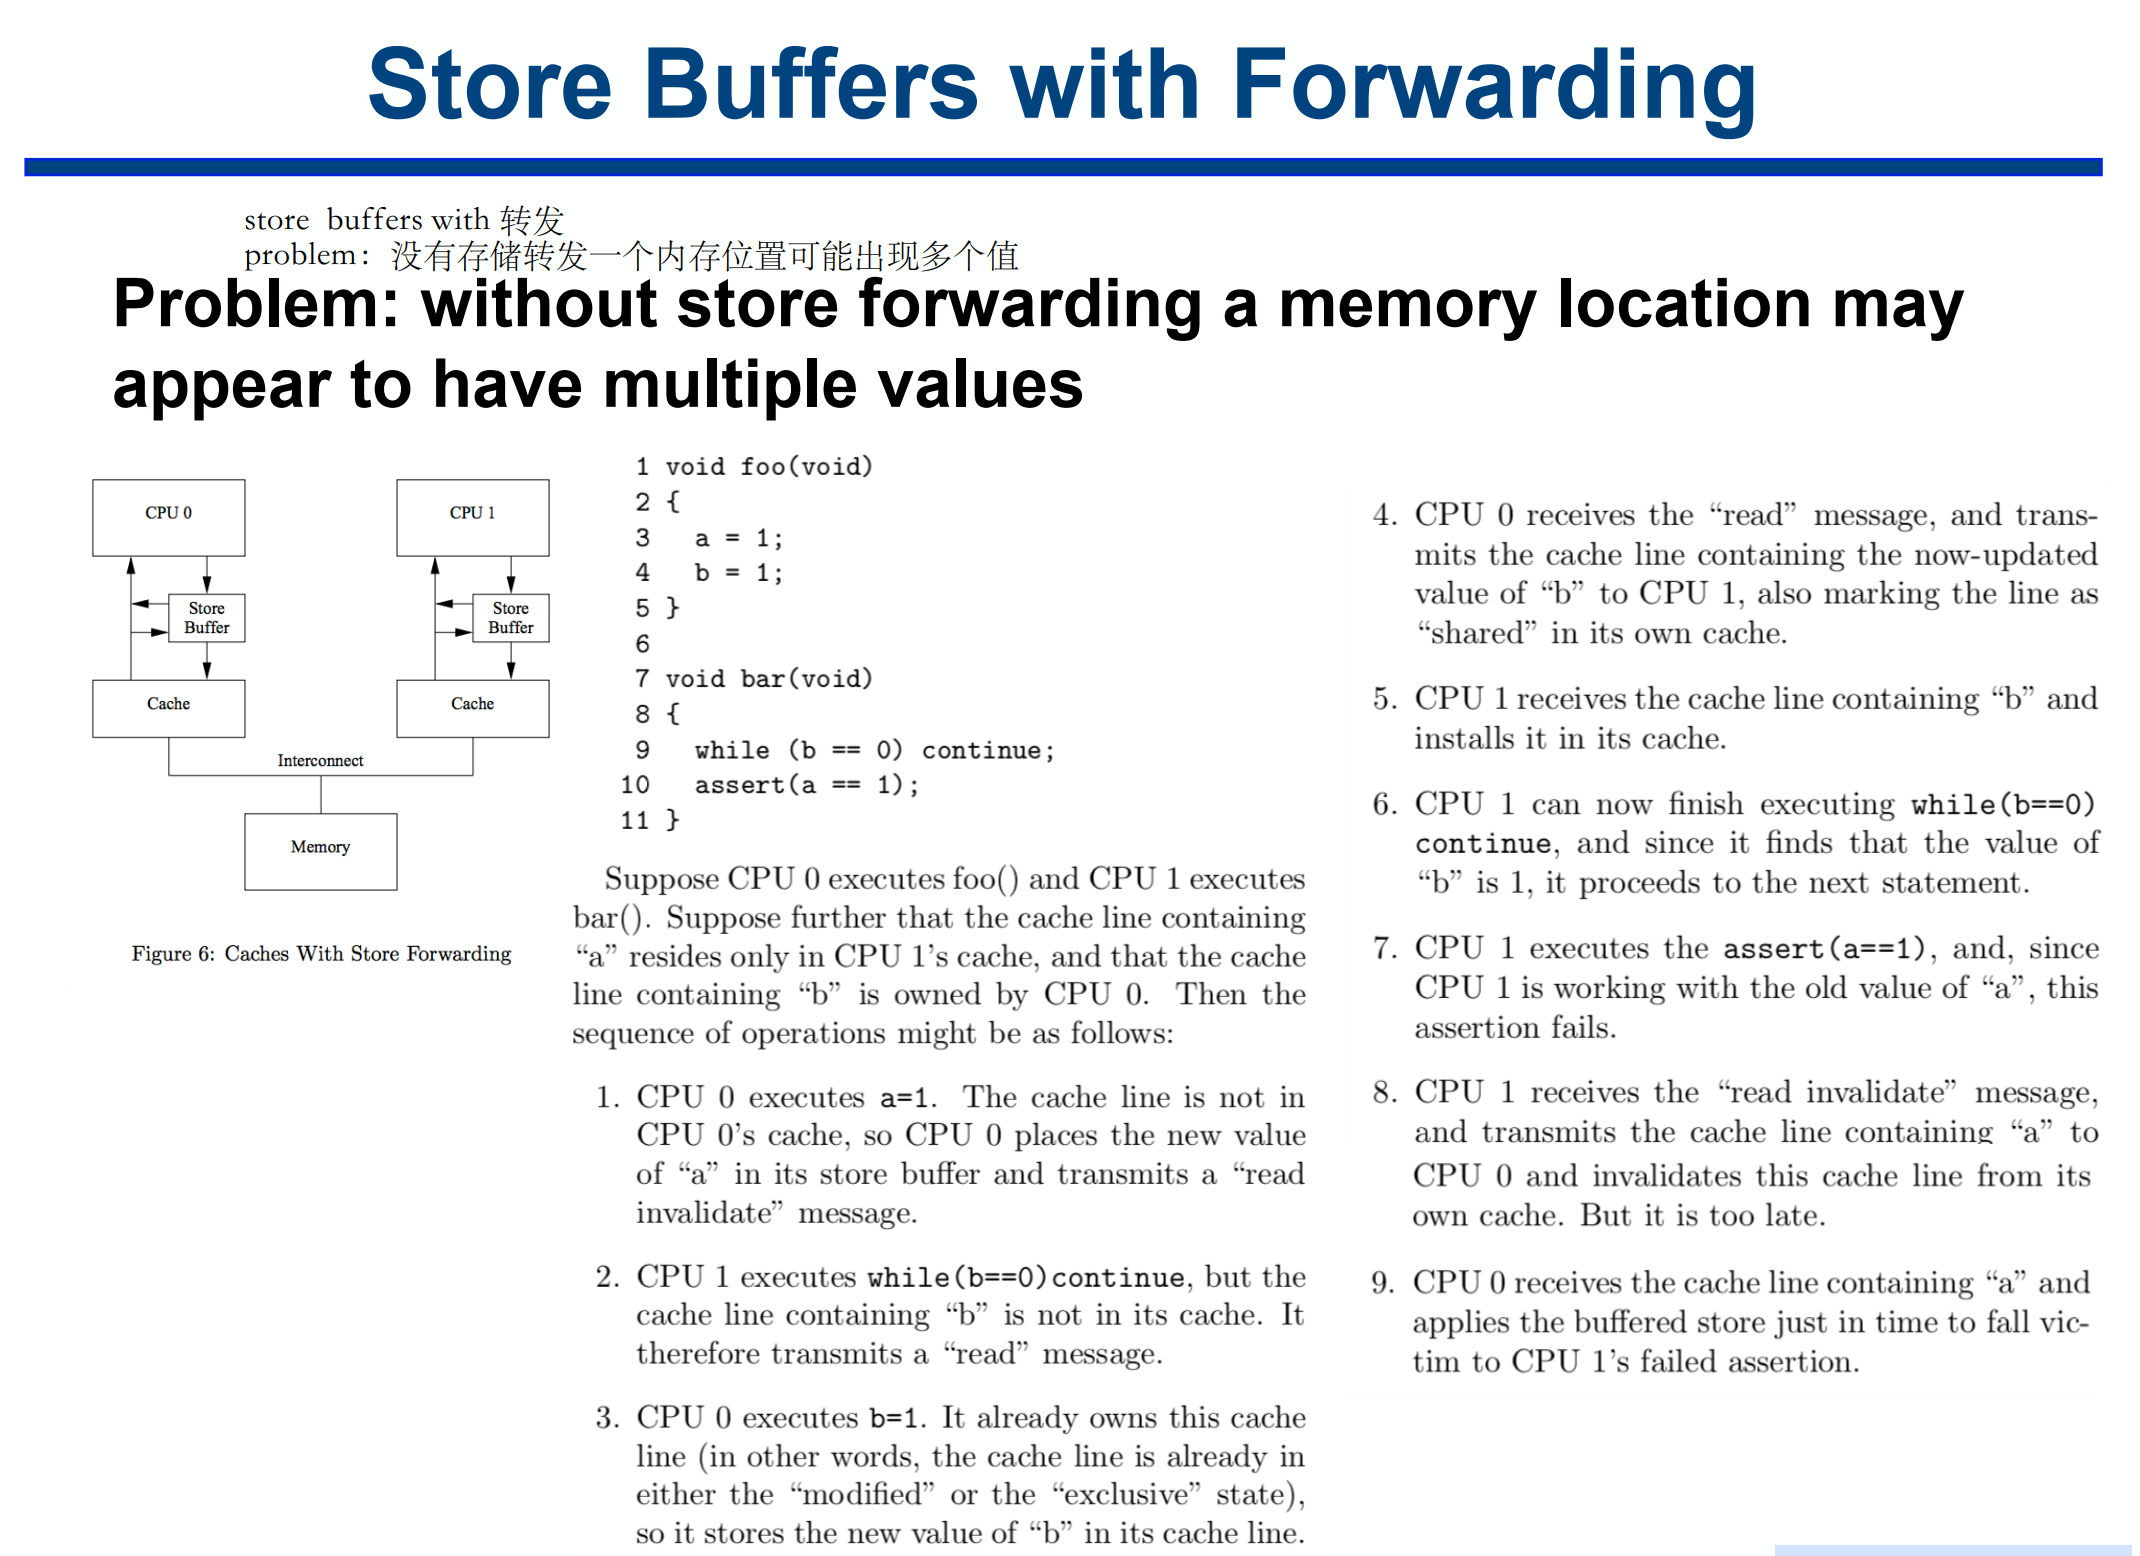 Store Buffers with Forwarding
store buffers with 转发
problem：没有存储转发一个内存位置可能出现多个值
Problem: without store forwarding a memory location may
appear to have multiple values
CPU 0
CPU 1
Store
Buffer
Store
Buffer
Cache
Cache
Interconnect
Memory
Figure 6: Caches With Store Forwarding
1 void foo(void)
2 {
3   a = 1;
4   b = 1;
5 }
6
7 void bar(void)
8 {
9   while (b == 0) continue;
10   assert(a == 1);
11 }
Suppose CPU 0 executes foo() and CPU 1 executes
bar(). Suppose further that the cache line containing
“a” resides only in CPU 1’s cache, and that the cache
line containing “b” is owned by CPU 0. Then the
sequence of operations might be as follows:
1. CPU 0 executes a=1. The cache line is not in
CPU 0’s cache, so CPU 0 places the new value
of “a” in its store buffer and transmits a “read
invalidate” message.
2. CPU 1 executes while(b==0)continue, but the
cache line containing “b” is not in its cache. It
therefore transmits a “read” message.
3. CPU 0 executes b=1. It already owns this cache
line (in other words, the cache line is already in
either the “modified” or the “exclusive” state),
so it stores the new value of “b” in its cache line.
4. CPU 0 receives the “read” message, and trans-
mits the cache line containing the now-updated
value of “b” to CPU 1, also marking the line as
“shared” in its own cache.
5. CPU 1 receives the cache line containing “b” and
installs it in its cache.
6. CPU 1 can now finish executing while(b==0)
continue, and since it finds that the value of
“b” is 1, it proceeds to the next statement.
7. CPU 1 executes the assert(a==1), and, since
CPU 1 is working with the old value of “a”, this
assertion fails.
8. CPU 1 receives the “read invalidate” message,
and transmits the cache line containing “a” to
CPU 0 and invalidates this cache line from its
own cache. But it is too late.
9. CPU 0 receives the cache line containing “a” and
applies the buffered store just in time to fall vic-
tim to CPU 1’s failed assertion.